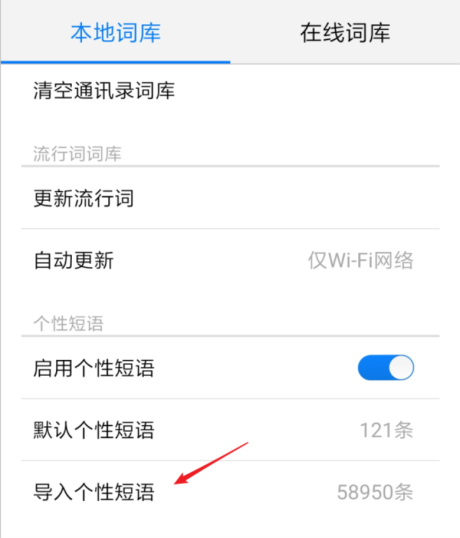 本地词库 在线词库
清空通讯录词库
流行词词库
更新流行词
自动更新 仅Wi-Fi网络
个性短语
启用个性短语
默认个性短语 121条
导入个性短语 58950条